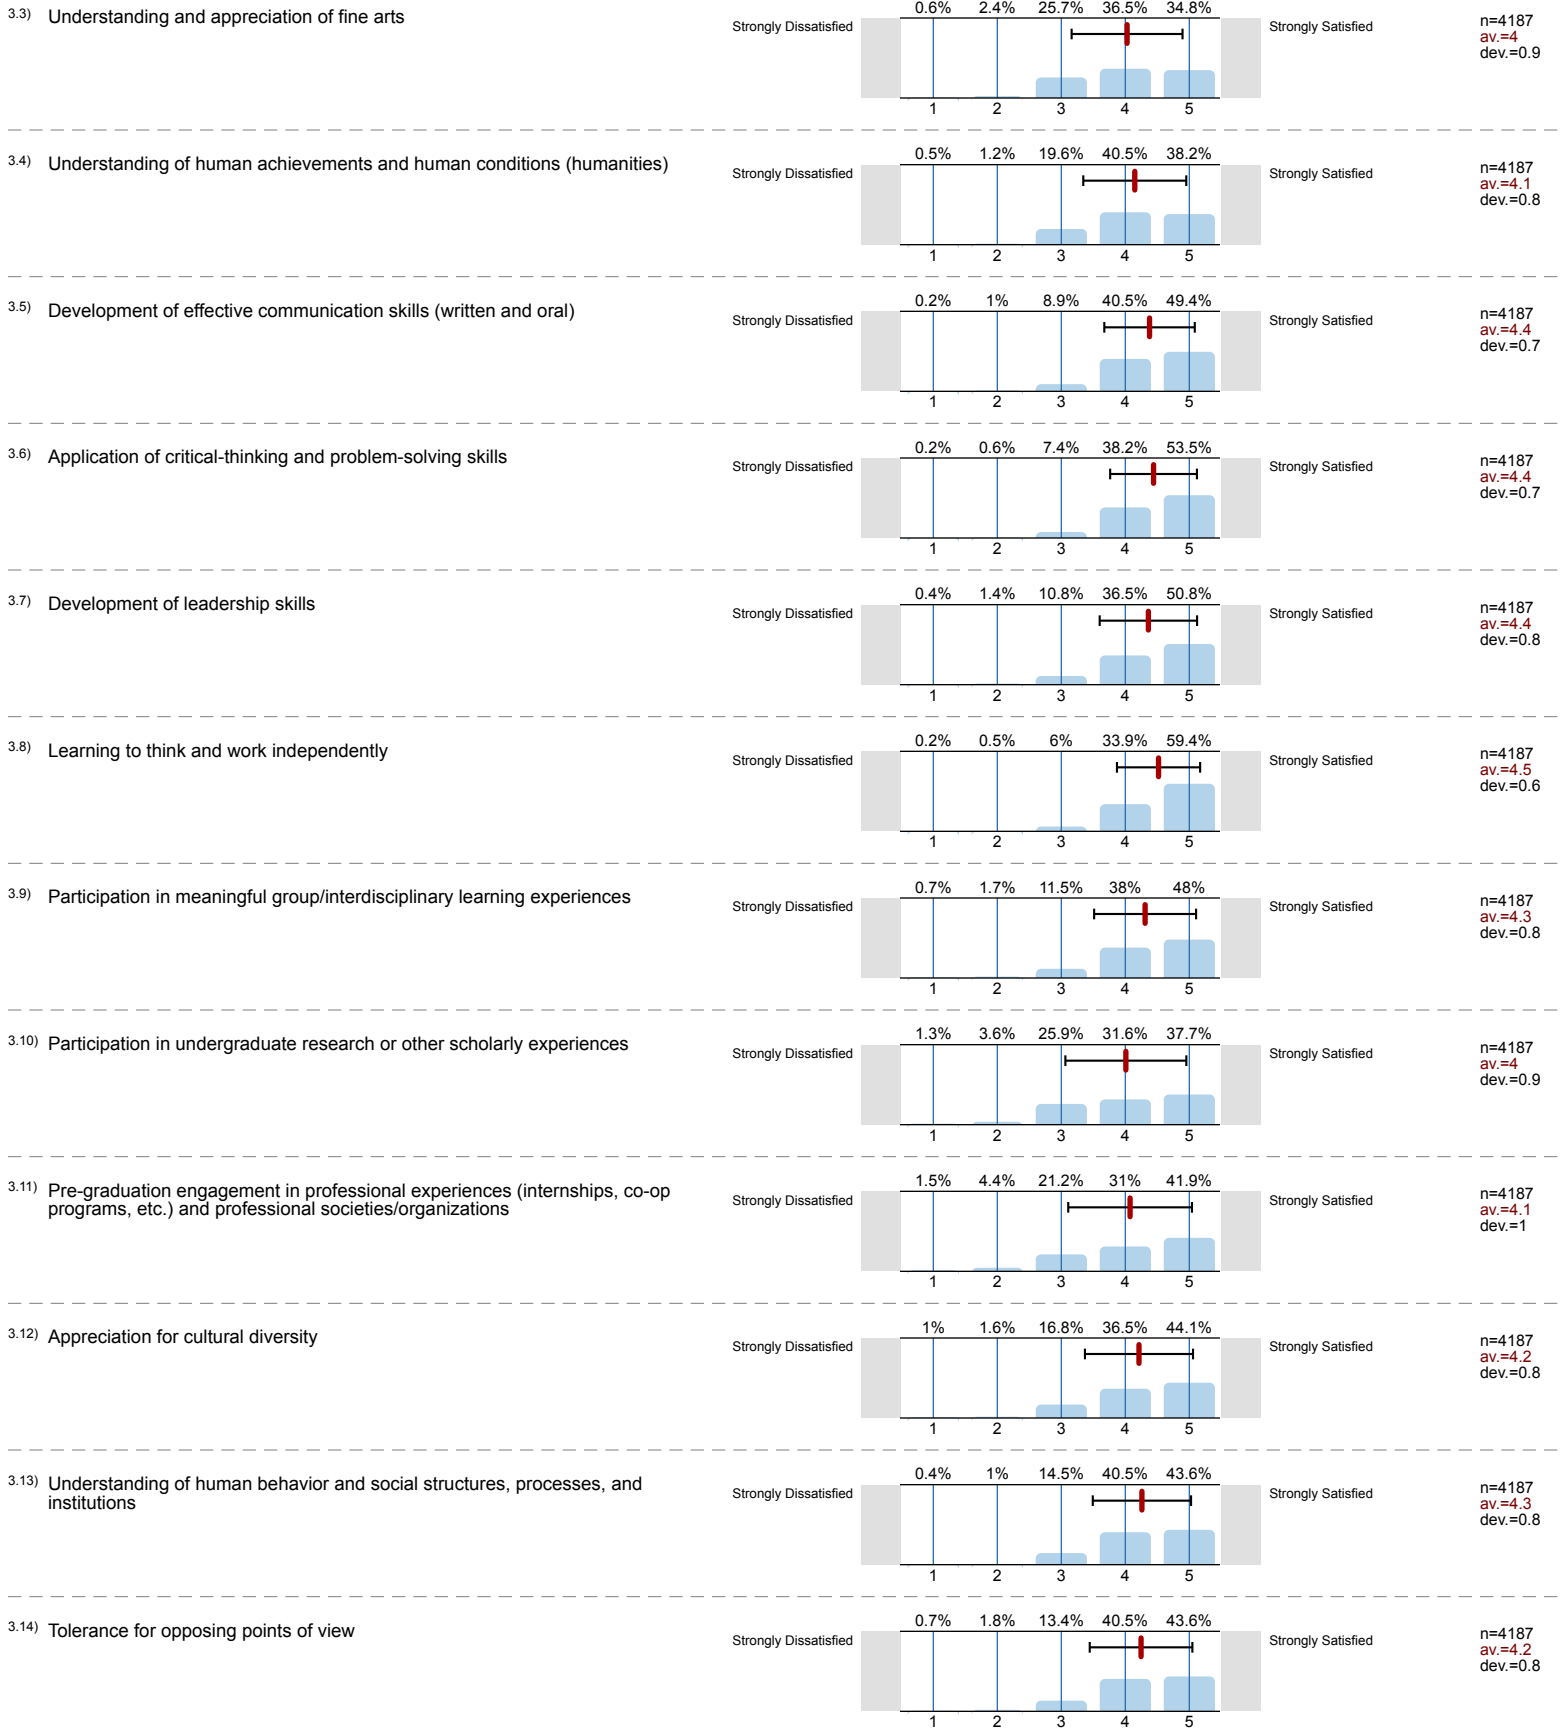 3.3) Understanding and appreciation of fine arts
0.6% 2.4% 25.7% 36.5% 34.8%
Strongly Dissatisfied Strongly Satisfied
n=4187
av.=4
dev.=0.9
1 2 3 4 5
3.4) Understanding of human achievements and human conditions (humanities)
0.5% 1.2% 19.6% 40.5% 38.2%
Strongly Dissatisfied Strongly Satisfied
n=4187
av.=4.1
dev.=0.8
1 2 3 4 5
3.5) Development of effective communication skills (written and oral)
0.2% 1% 8.9% 40.5% 49.4%
Strongly Dissatisfied Strongly Satisfied
n=4187
av.=4.4
dev.=0.7
1 2 3 4 5
3.6) Application of critical-thinking and problem-solving skills
0.2% 0.6% 7.4% 38.2% 53.5%
Strongly Dissatisfied Strongly Satisfied
n=4187
av.=4.4
dev.=0.7
1 2 3 4 5
3.7) Development of leadership skills
0.4% 1.4% 10.8% 36.5% 50.8%
Strongly Dissatisfied Strongly Satisfied
n=4187
av.=4.4
dev.=0.8
1 2 3 4 5
3.8) Learning to think and work independently
0.2% 0.5% 6% 33.9% 59.4%
Strongly Dissatisfied Strongly Satisfied
n=4187
av.=4.5
dev.=0.6
1 2 3 4 5
3.9) Participation in meaningful group/interdisciplinary learning experiences
0.7% 1.7% 11.5% 38% 48%
Strongly Dissatisfied Strongly Satisfied
n=4187
av.=4.3
dev.=0.8
1 2 3 4 5
3.10) Participation in undergraduate research or other scholarly experiences
1.3% 3.6% 25.9% 31.6% 37.7%
Strongly Dissatisfied Strongly Satisfied
n=4187
av.=4
dev.=0.9
1 2 3 4 5
3.11) Pre-graduation engagement in professional experiences (internships, co-op
programs, etc.) and professional societies/organizations
1.5% 4.4% 21.2% 31% 41.9%
Strongly Dissatisfied Strongly Satisfied
n=4187
av.=4.1
dev.=1
1 2 3 4 5
3.12) Appreciation for cultural diversity
1% 1.6% 16.8% 36.5% 44.1%
Strongly Dissatisfied Strongly Satisfied
n=4187
av.=4.2
dev.=0.8
1 2 3 4 5
3.13) Understanding of human behavior and social structures, processes, and
institutions
0.4% 1% 14.5% 40.5% 43.6%
Strongly Dissatisfied Strongly Satisfied
n=4187
av.=4.3
dev.=0.8
1 2 3 4 5
3.14) Tolerance for opposing points of view
0.7% 1.8% 13.4% 40.5% 43.6%
Strongly Dissatisfied Strongly Satisfied
n=4187
av.=4.2
dev.=0.8
1 2 3 4 5